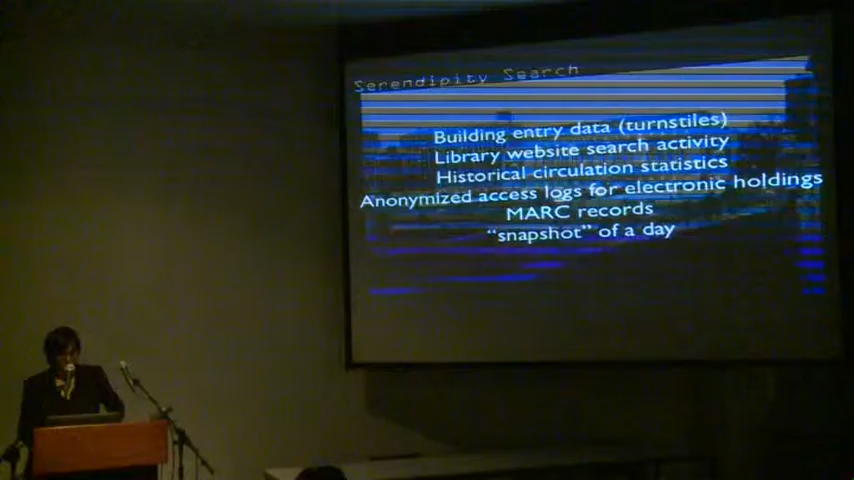 Serendipity Search
Building entry data (turnstiles)
Library website search activity
Historical circulation statistics
Anonymized access logs for electronic holdings
MARC records
“snapshot” of a day